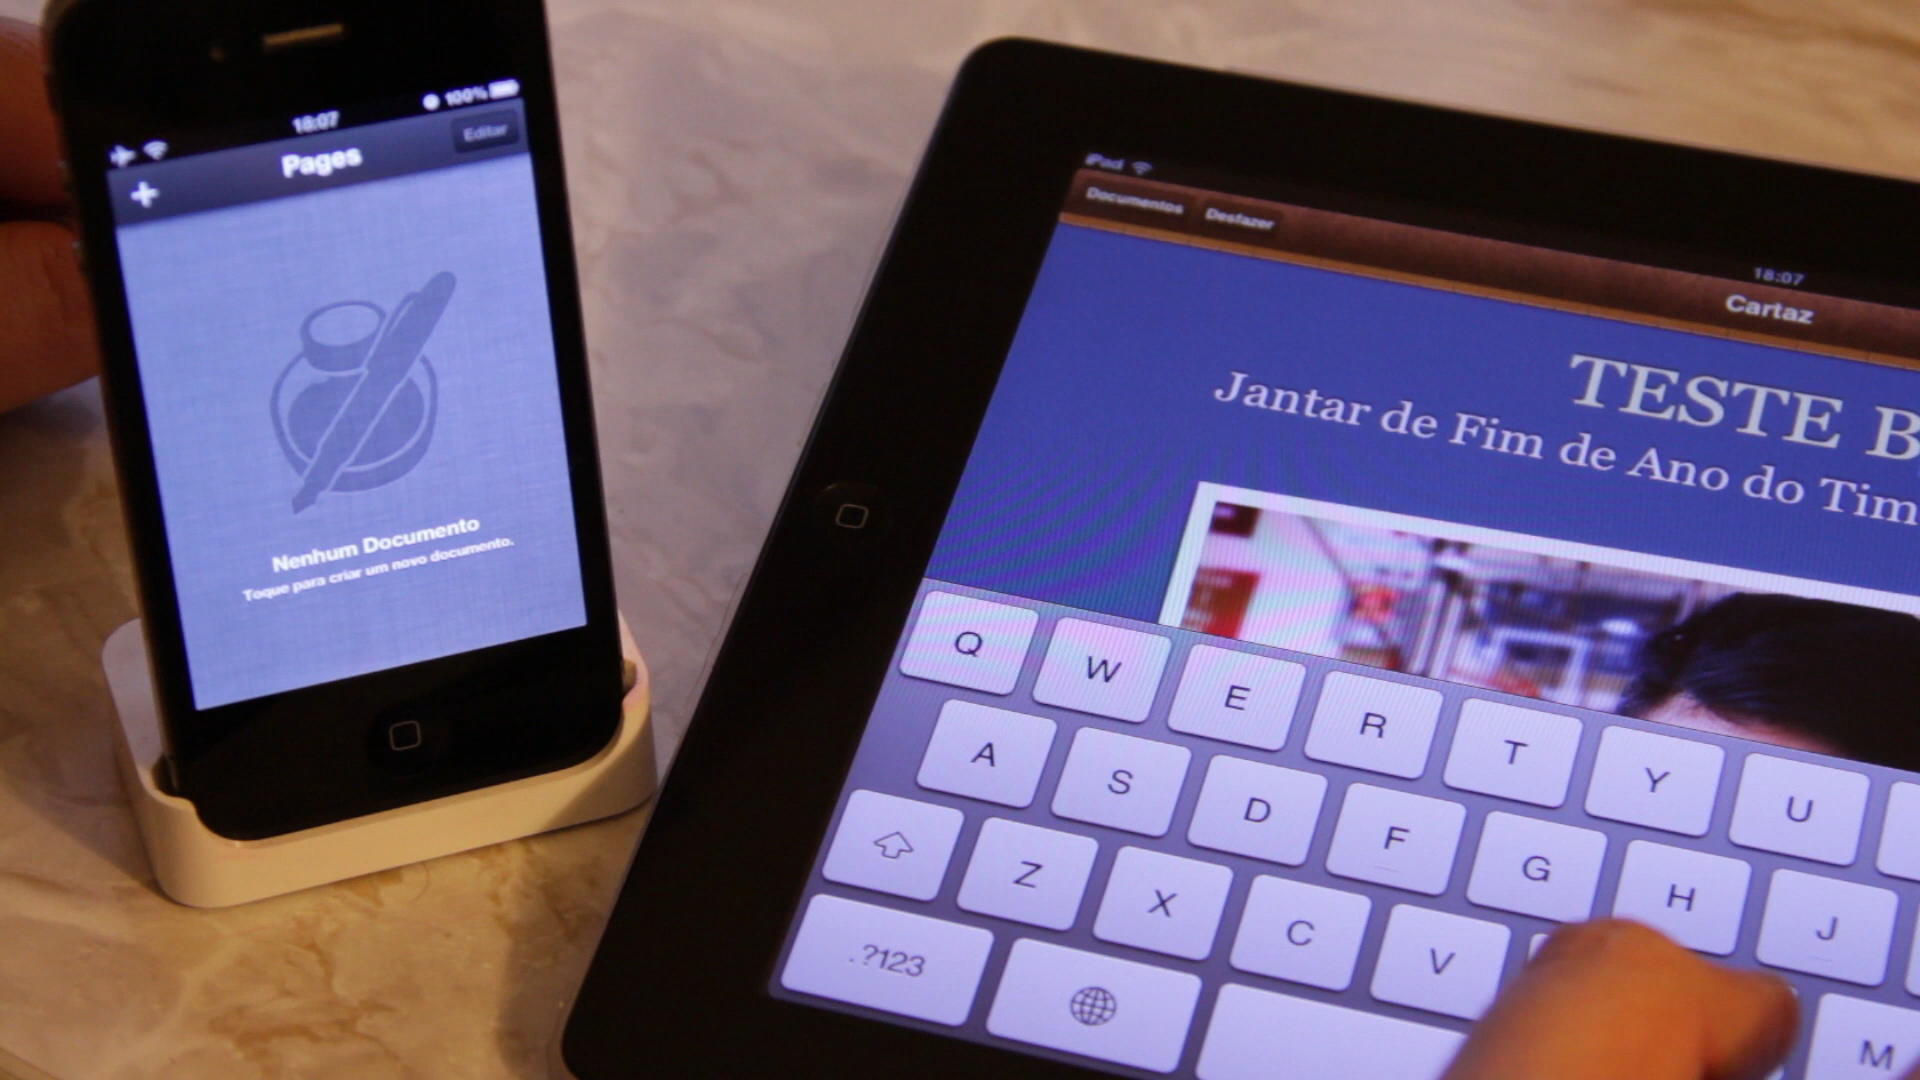 100%
18:07
Pages
Editar
Nenhum Documento
Toque para criar um novo documento.
iPad
Documentos
Desfazer
18:07
Cartaz
TESTE B
Jantar de Fim de Ano do Tim
Q W E R T Y U
A S D F G H J
Z X C V M
.?123